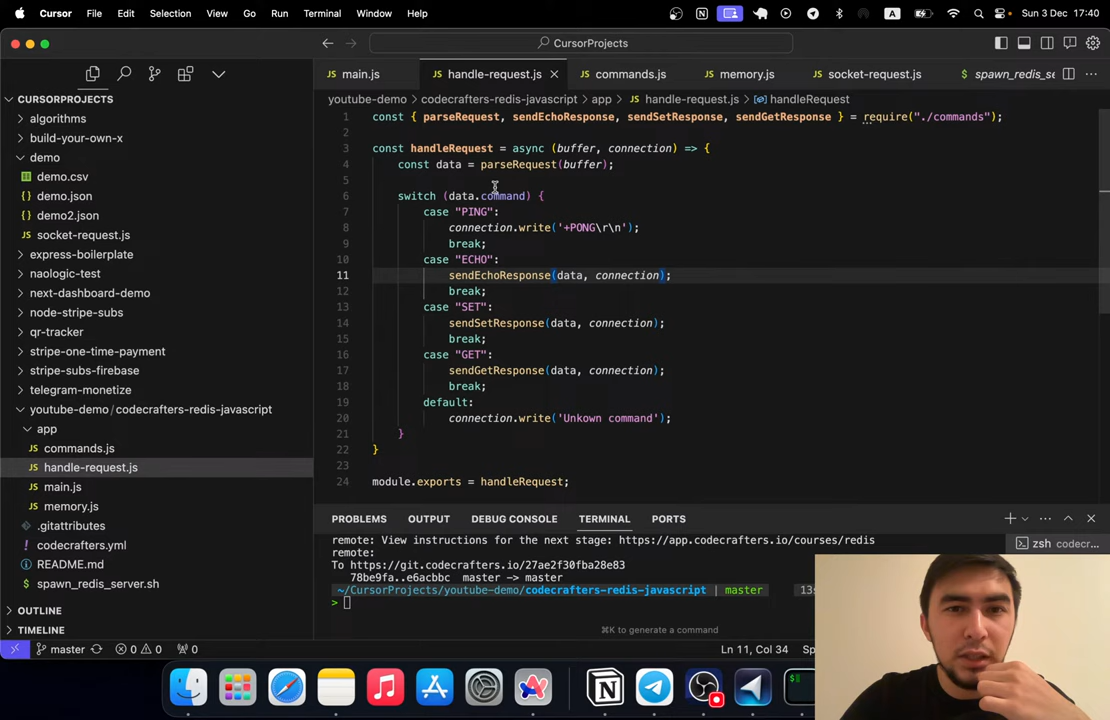 Cursor File Edit Selection View Go Run Terminal Window Help A Sun 3 Dec 17:40
CursorProjects
main.js handle-request.js commands.js memory.js socket-request.js spawn_redis_se
CURSORPROJECTS
algorithms
build-your-own-x
demo
demo.csv
demo.json
demo2.json
socket-request.js
express-boilerplate
naologic-test
next-dashboard-demo
node-stripe-subs
qr-tracker
stripe-one-time-payment
stripe-subs-firebase
telegram-monetize
youtube-demo / codecrafters-redis-javascript
app
JS commands.js
JS handle-request.js
JS main.js
JS memory.js
.gitattributes
! codecrafters.yml
README.md
$ spawn_redis_server.sh
OUTLINE
TIMELINE
youtube-demo > codecrafters-redis-javascript > app > JS handle-request.js > handleRequest
1 const { parseRequest, sendEchoResponse, sendSetResponse, sendGetResponse } = require("./commands");
2
3 const handleRequest = async (buffer, connection) => {
4 const data = parseRequest(buffer);
5
6 switch (data.command) {
7 case "PING":
8 connection.write('+PONG\r\n');
9 break;
10 case "ECHO":
11 sendEchoResponse(data, connection);
12 break;
13 case "SET":
14 sendSetResponse(data, connection);
15 break;
16 case "GET":
17 sendGetResponse(data, connection);
18 break;
19 default:
20 connection.write('Unkown command');
21 }
22 }
23
24 module.exports = handleRequest;
PROBLEMS OUTPUT DEBUG CONSOLE TERMINAL PORTS
zsh codecr...
remote: View instructions for the next stage: https://app.codecrafters.io/courses/redis
remote:
To https://git.codecrafters.io/27ae2f30fba28e83
78be9fa..e6acbbc master -> master
~/CursorProjects/youtube-demo/codecrafters-redis-javascript | master 13s
>
⌘K to generate a command
master 0 0 0 Ln 11, Col 34 Sp